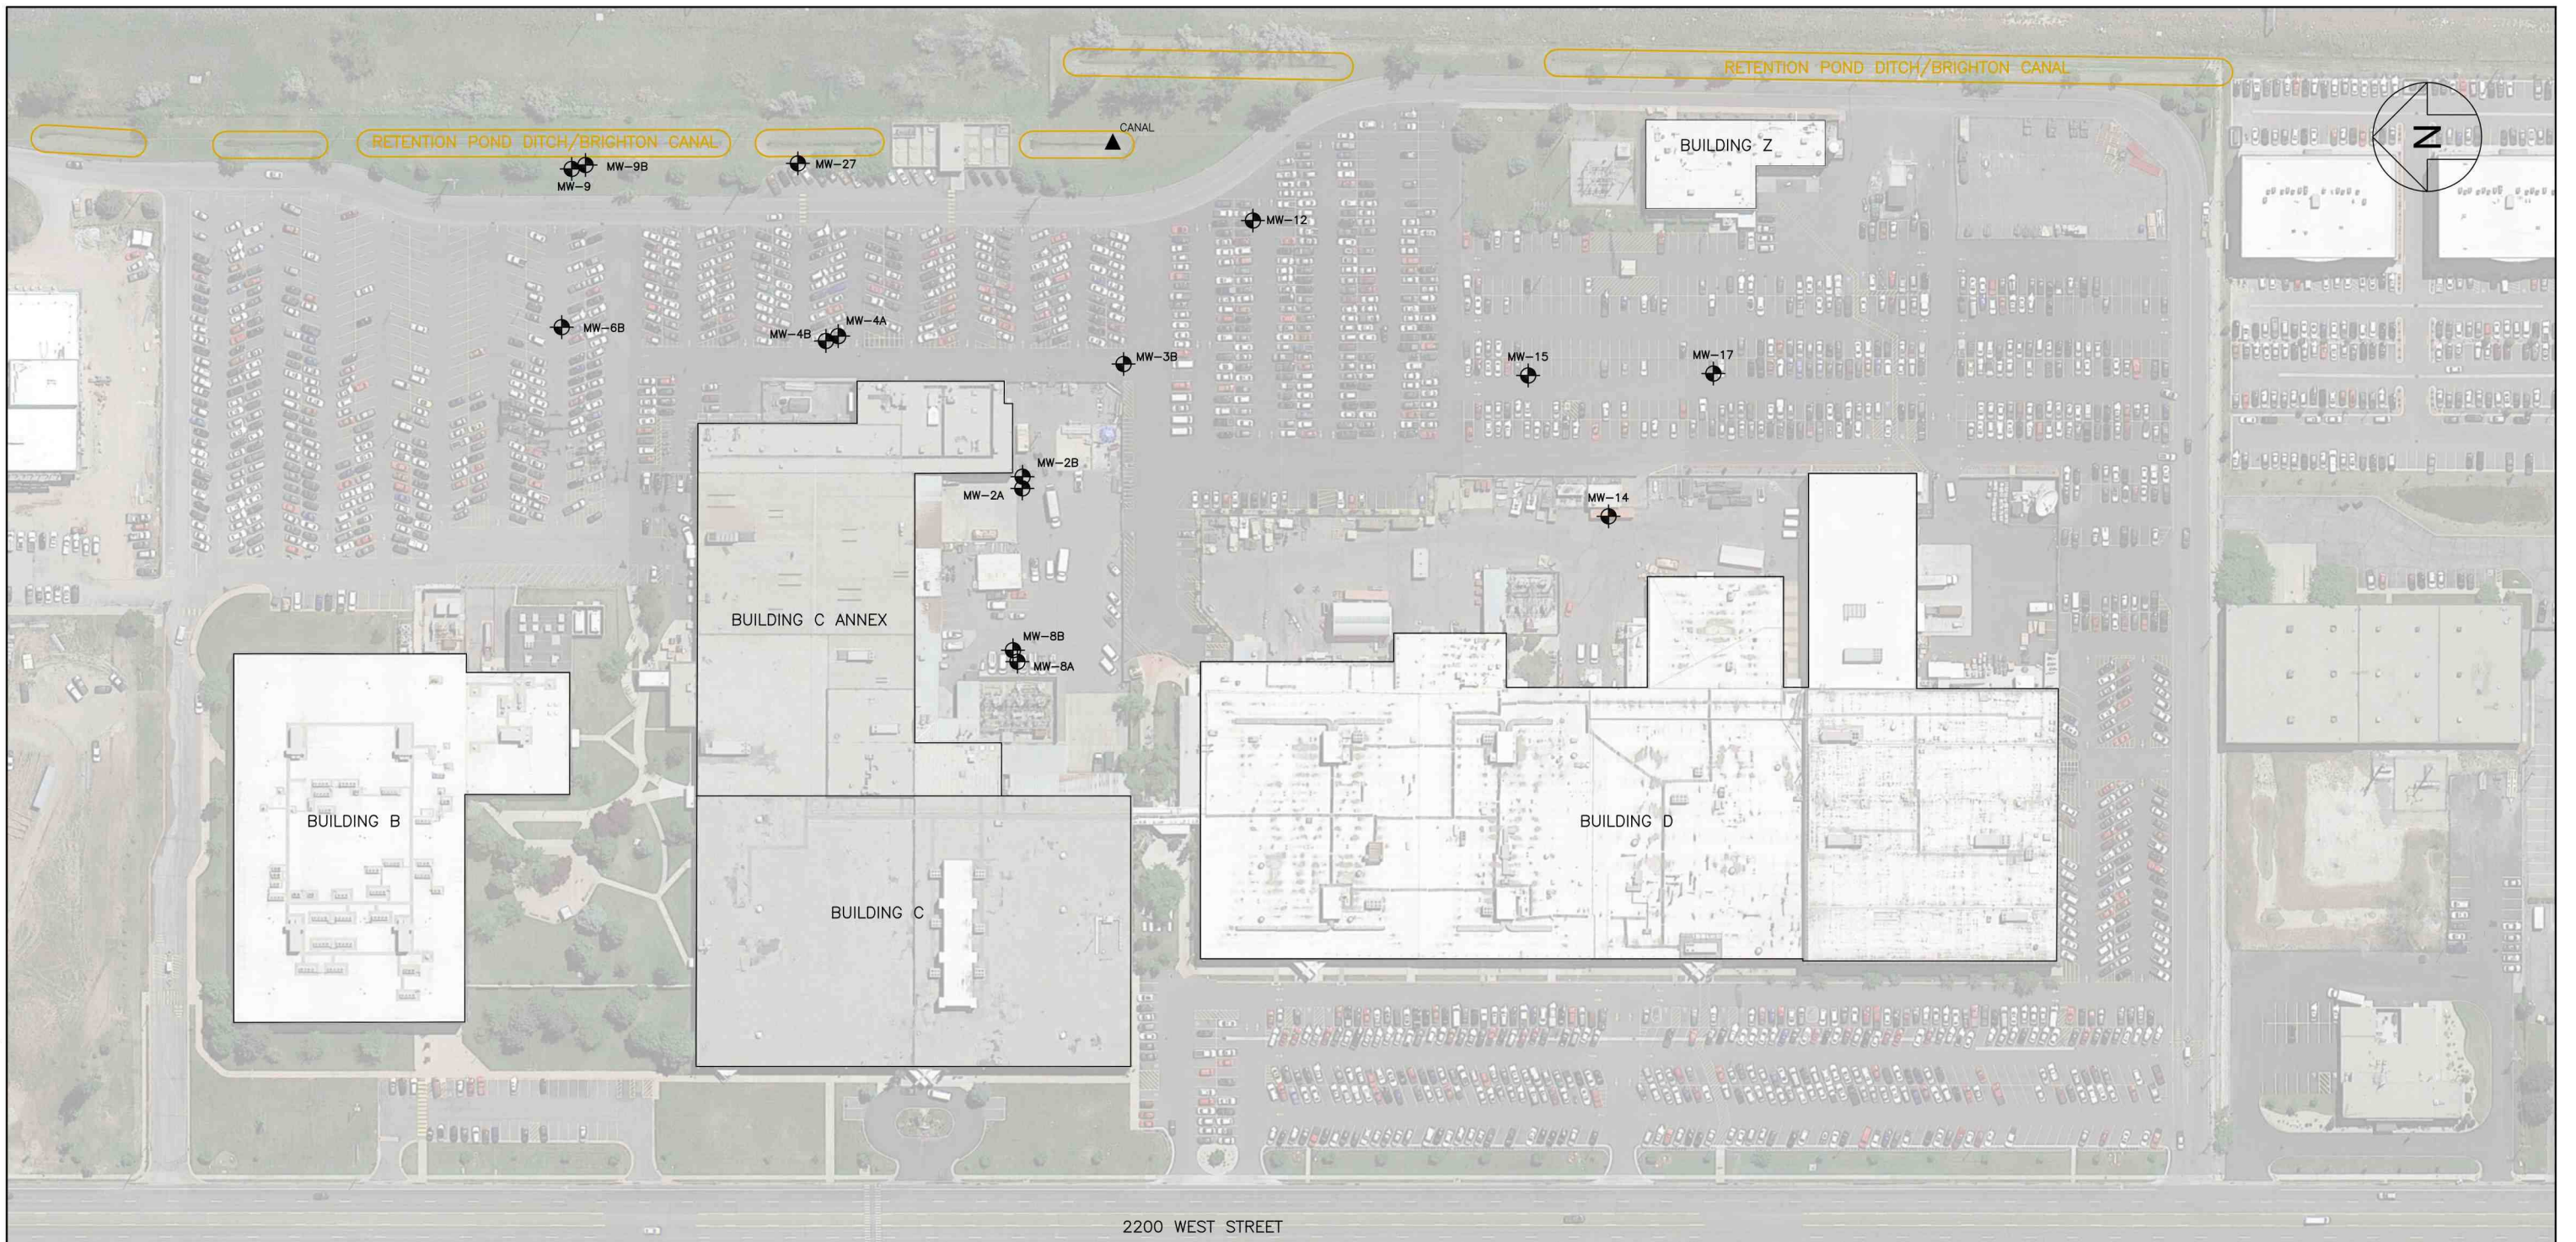 RETENTION POND DITCH/BRIGHTON CANAL
CANAL
RETENTION POND DITCH/BRIGHTON CANAL
BUILDING Z
N
MW-9B
MW-9
MW-27
MW-12
MW-6B
MW-4B
MW-4A
MW-3B
MW-15
MW-17
MW-2B
MW-2A
MW-14
BUILDING C ANNEX
MW-8B
MW-8A
BUILDING B
BUILDING D
BUILDING C
2200 WEST STREET